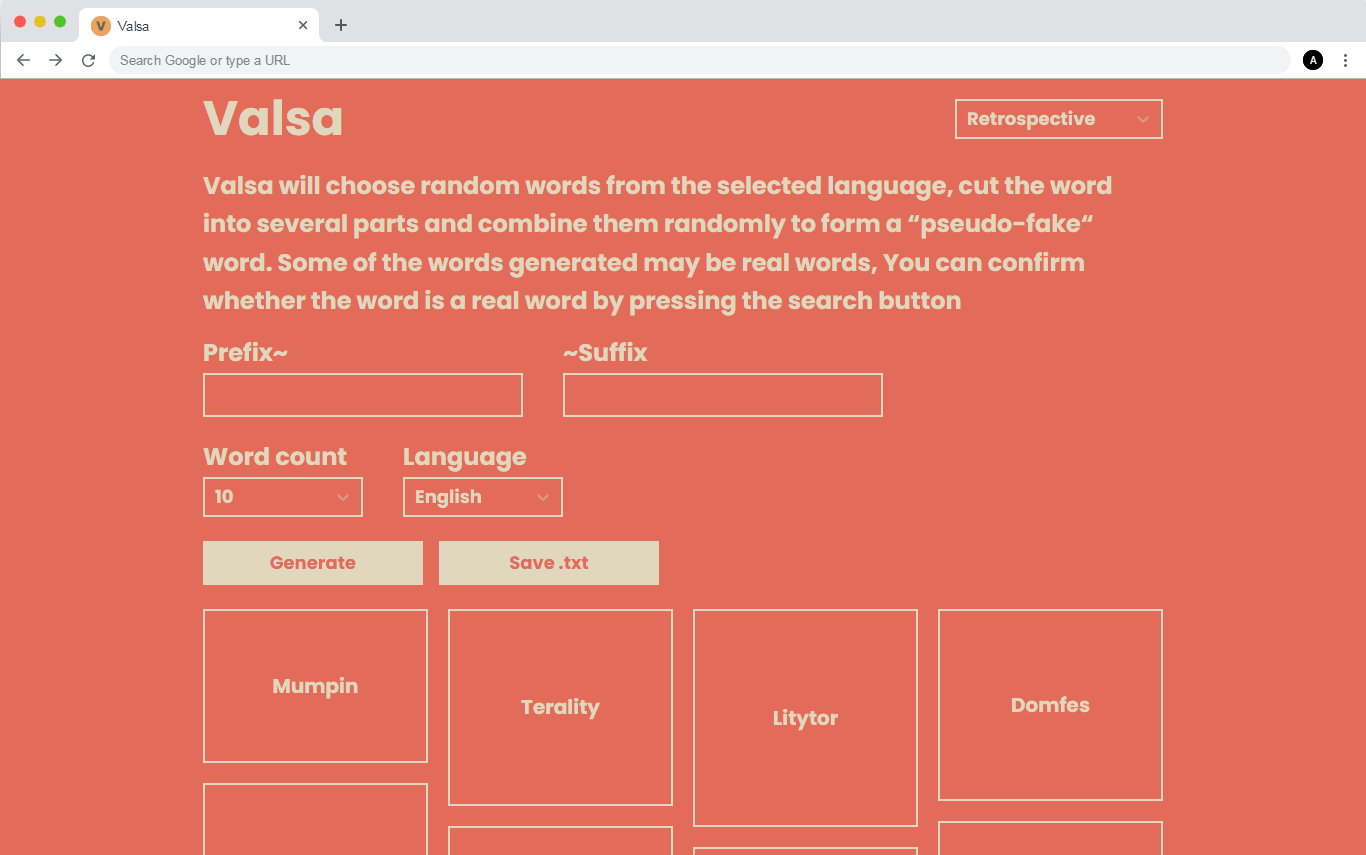 Valsa
Search Google or type a URL
A
Valsa
Retrospective
Valsa will choose random words from the selected language, cut the word
into several parts and combine them randomly to form a “pseudo-fake“
word. Some of the words generated may be real words, You can confirm
whether the word is a real word by pressing the search button
Prefix~ ~Suffix
Word count Language
10 English
Generate Save .txt
Mumpin Terality Litytor Domfes